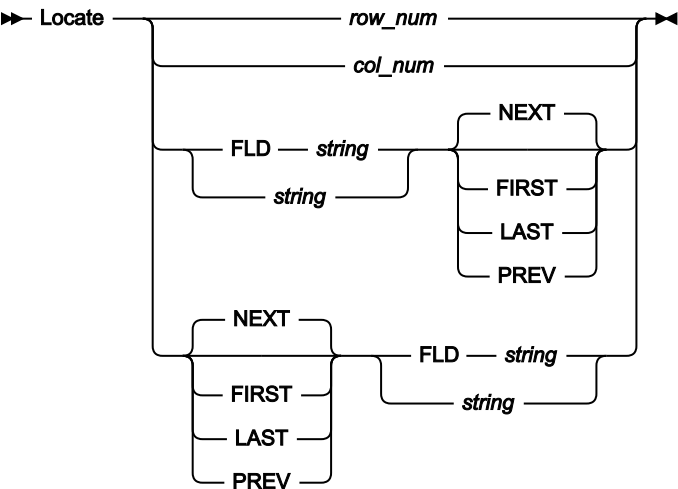 Locate row_num
col_num
NEXT
FLD string
string
FIRST
LAST
PREV
NEXT
FLD string
FIRST
string
LAST
PREV